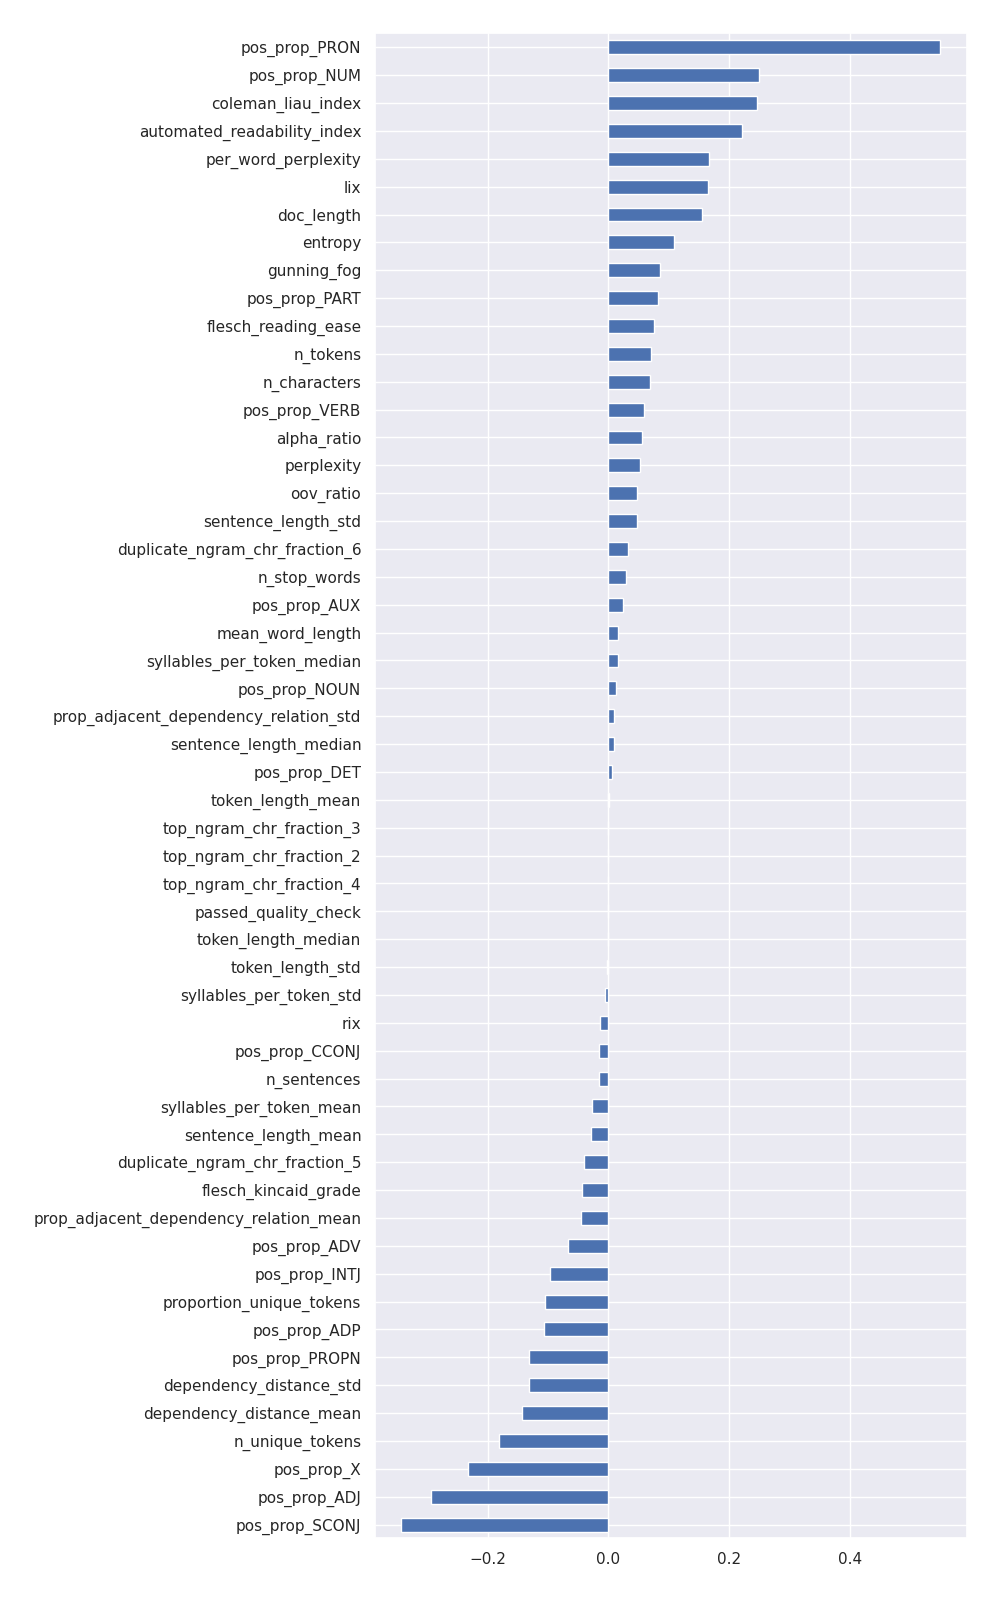 pos_prop_PRON
pos_prop_NUM
coleman_liau_index
automated_readability_index
per_word_perplexity
lix
doc_length
entropy
gunning_fog
pos_prop_PART
flesch_reading_ease
n_tokens
n_characters
pos_prop_VERB
alpha_ratio
perplexity
oov_ratio
sentence_length_std
duplicate_ngram_chr_fraction_6
n_stop_words
pos_prop_AUX
mean_word_length
syllables_per_token_median
pos_prop_NOUN
prop_adjacent_dependency_relation_std
sentence_length_median
pos_prop_DET
token_length_mean
top_ngram_chr_fraction_3
top_ngram_chr_fraction_2
top_ngram_chr_fraction_4
passed_quality_check
token_length_median
token_length_std
syllables_per_token_std
rix
pos_prop_CCONJ
n_sentences
syllables_per_token_mean
sentence_length_mean
duplicate_ngram_chr_fraction_5
flesch_kincaid_grade
prop_adjacent_dependency_relation_mean
pos_prop_ADV
pos_prop_INTJ
proportion_unique_tokens
pos_prop_ADP
pos_prop_PROPN
dependency_distance_std
dependency_distance_mean
n_unique_tokens
pos_prop_X
pos_prop_ADJ
pos_prop_SCONJ
−0.2 0.0 0.2 0.4